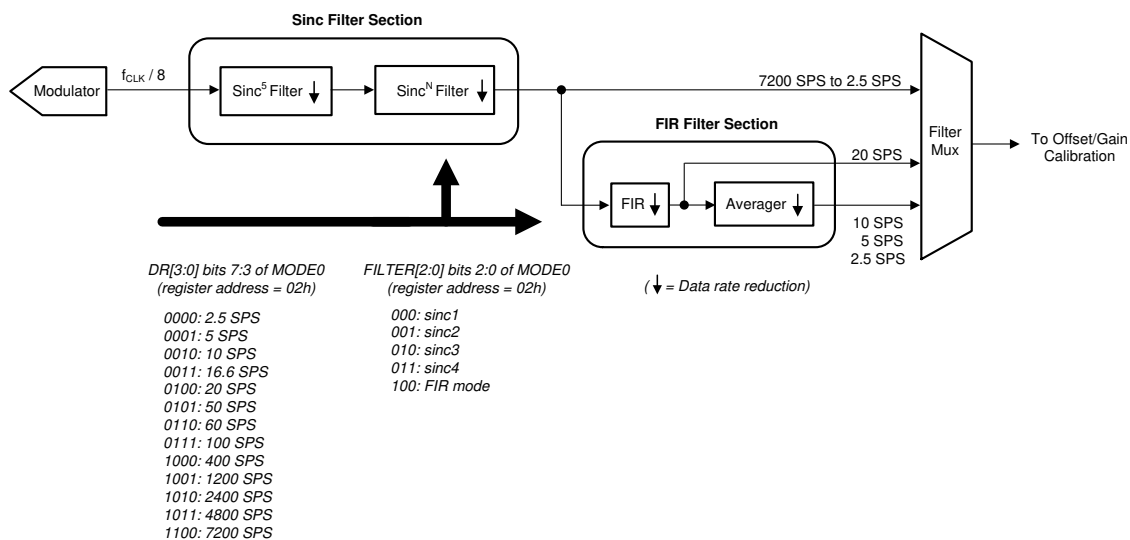 Sinc Filter Section
Modulator
fCLK / 8
Sinc5 Filter
SincN Filter
7200 SPS to 2.5 SPS
FIR Filter Section
FIR
Averager
20 SPS
10 SPS
5 SPS
2.5 SPS
Filter
Mux
To Offset/Gain
Calibration
DR[3:0] bits 7:3 of MODE0
(register address = 02h)
0000: 2.5 SPS
0001: 5 SPS
0010: 10 SPS
0011: 16.6 SPS
0100: 20 SPS
0101: 50 SPS
0110: 60 SPS
0111: 100 SPS
1000: 400 SPS
1001: 1200 SPS
1010: 2400 SPS
1011: 4800 SPS
1100: 7200 SPS
FILTER[2:0] bits 2:0 of MODE0
(register address = 02h)
000: sinc1
001: sinc2
010: sinc3
011: sinc4
100: FIR mode
( ↓ = Data rate reduction)